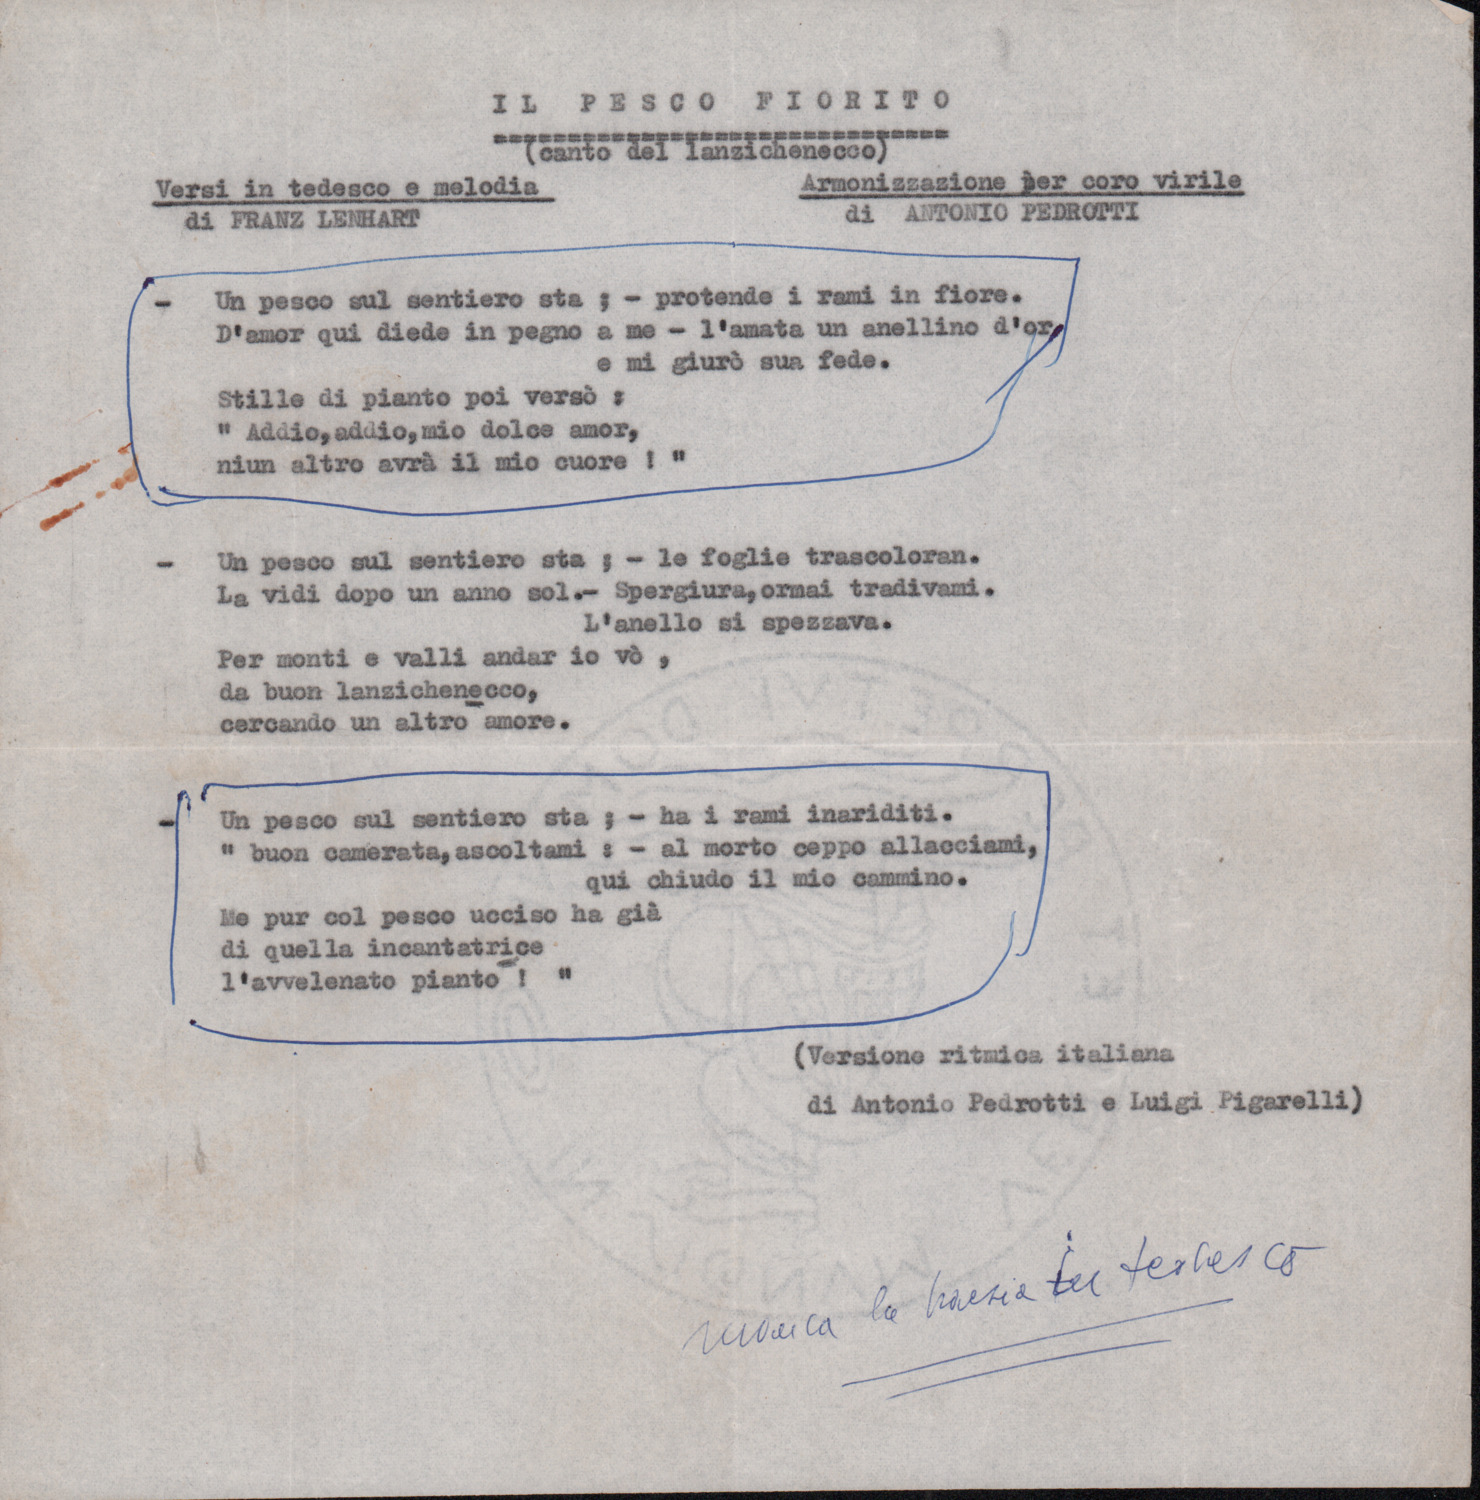 IL PESCO FIORITO
(canto del lanzichenecco)
Versi in tedesco e melodia
di FRANZ LENHART
Armonizzazione per coro virile
di ANTONIO PEDROTTI
- Un pesco sul sentiero sta ; - protende i rami in fiore.
D'amor qui diede in pegno a me - l'amata un anellino d'or,
e mi giurò sua fede.
Stille di pianto poi versò :
" Addio,addio,mio dolce amor,
niun altro avrà il mio cuore ! "
- Un pesco sul sentiero sta ; - le foglie trascoloran.
La vidi dopo un anno sol.- Spergiura,ormai tradivami.
L'anello si spezzava.
Per monti e valli andar io vò ,
da buon lanzichenecco,
cercando un altro amore.
- Un pesco sul sentiero sta ; - ha i rami inariditi.
" buon camerata,ascoltami : - al morto ceppo allacciami,
qui chiudo il mio cammino.
Me pur col pesco ucciso ha già
di quella incantatrice
l'avvelenato pianto ! "
(Versione ritmica italiana
di Antonio Pedrotti e Luigi Pigarelli)
manca la poesia in tedesco